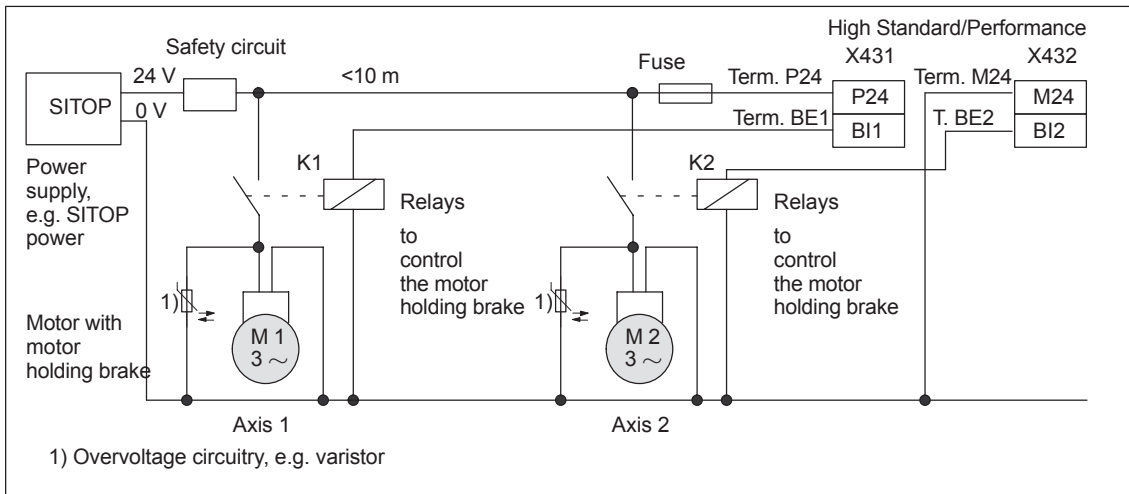 High Standard/Performance
Safety circuit
X431
X432
24 V
<10 m
Fuse
Term. P24
Term. M24
SITOP
P24
M24
0 V
Term. BE1
T. BE2
BI1
BI2
K1
K2
Power
supply,
e.g. SITOP
power
Relays
to
control
the motor
holding brake
Relays
to
control
the motor
holding brake
1)
1)
Motor with
motor
holding brake
M 1
3 ~
M 2
3 ~
Axis 1
Axis 2
1) Overvoltage circuitry, e.g. varistor